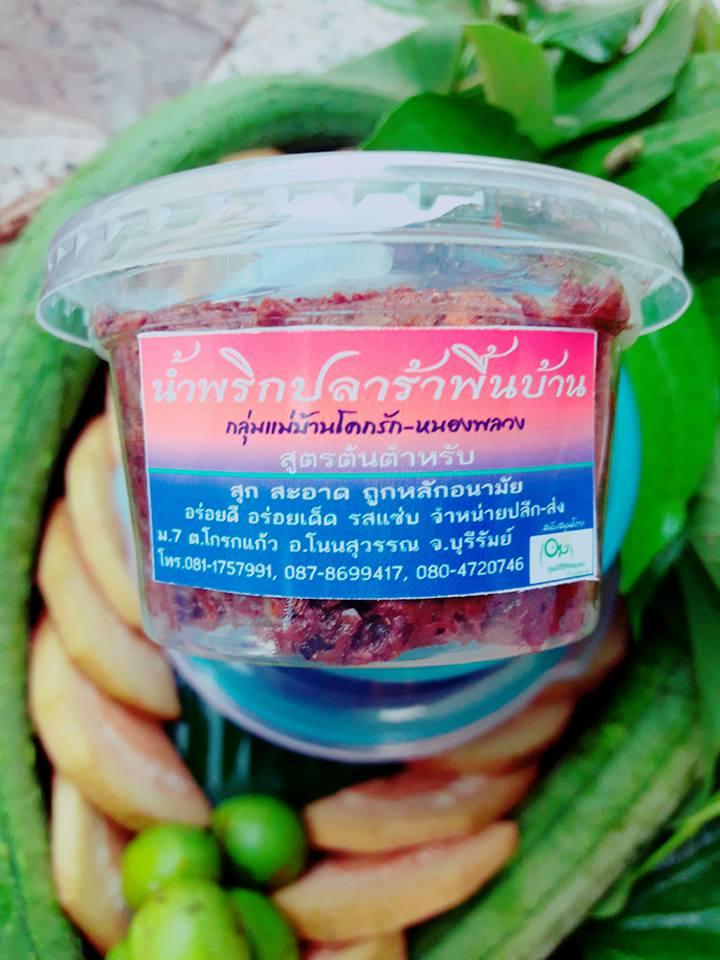 น้ำพริกปลาร้าพื้นบ้าน
กลุ่มแม่บ้านโคกรัก-หนองพลวง
สูตรต้นตำหรับ
สุก สะอาด ถูกหลักอนามัย
อร่อยดี อร่อยเด็ด รสแซ่บ จำหน่ายปลีก-ส่ง
ม.7 ต.โกรกแก้ว อ.โนนสุวรรณ จ.บุรีรัมย์
โทร.081-1757991, 087-8699417, 080-4720746